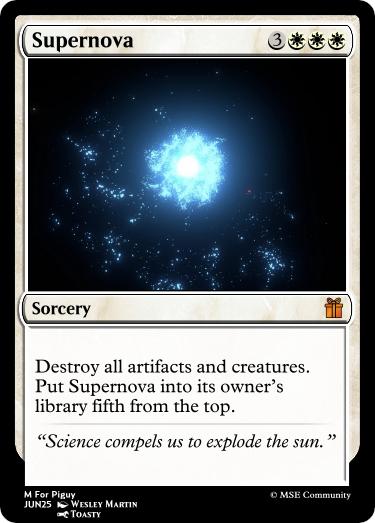 Supernova 3
Sorcery
Destroy all artifacts and creatures.
Put Supernova into its owner's
library fifth from the top.
“Science compels us to explode the sun.”
M For Piguy
JUN25 Wesley Martin
Toasty
© MSE Community